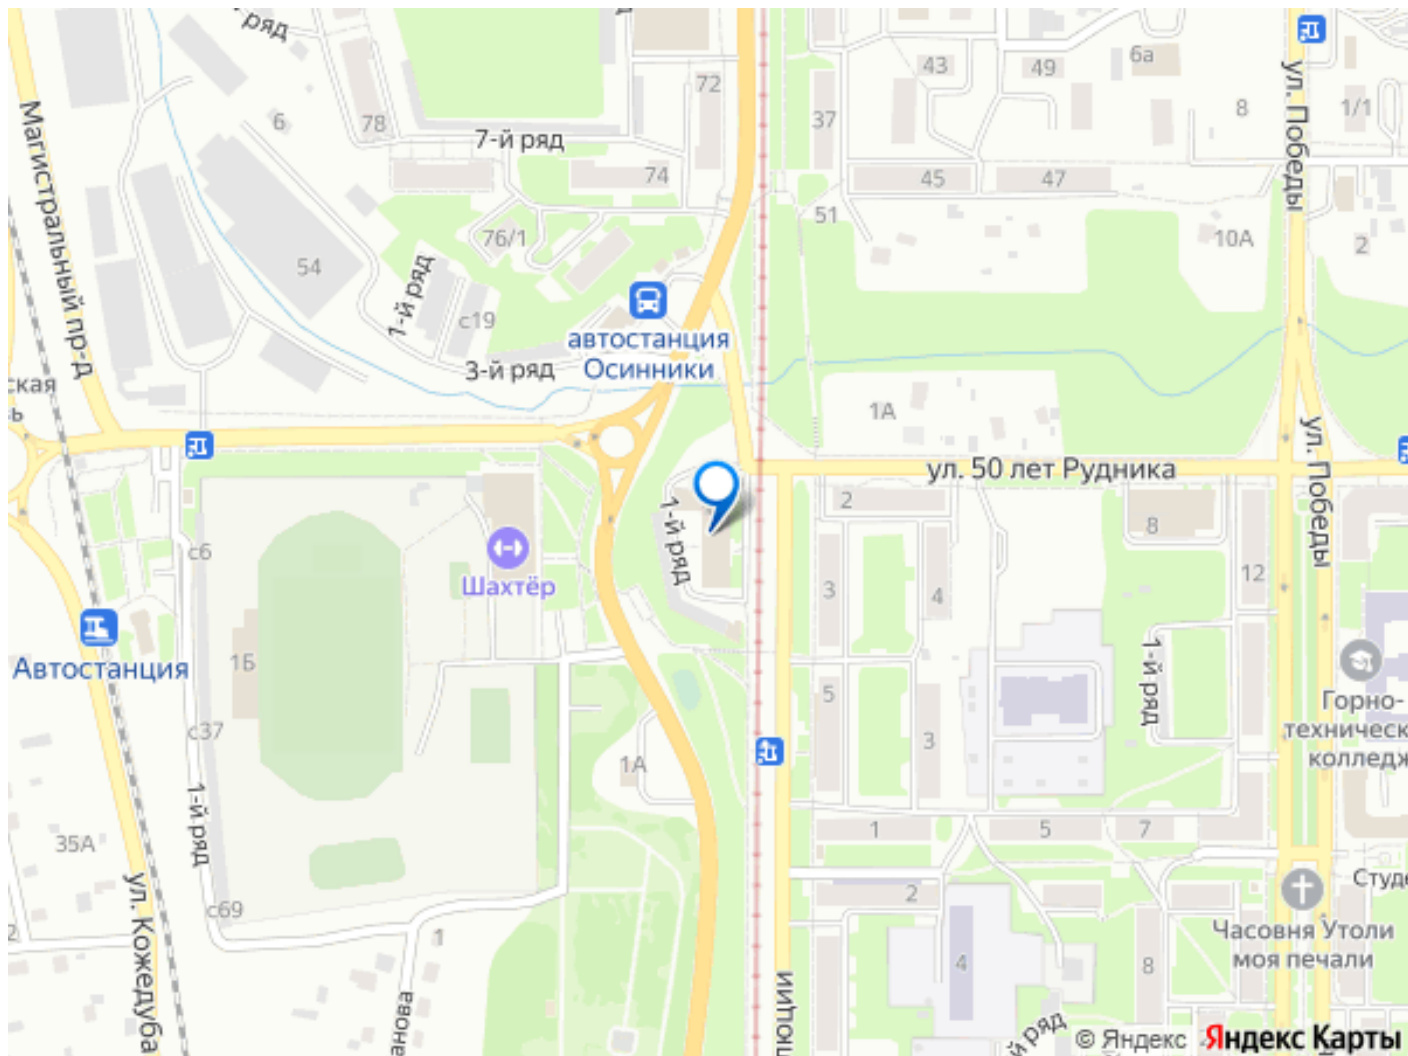 ряд
Магистральный пр-д
78
6
7-й ряд
72
74
76/1
54
1-й ряд
с19
3-й ряд
автостанция
Осинники
37
43
49
6а
45
47
51
8
1/1
ул. Победы
10А
2
1А
ская
ул. 50 лет Рудника
ул. Победы
1-й ряд
Шахтёр
с6
1Б
Автостанция
с37
1-й ряд
35А
с69
ул. Кожедуба
1
1А
2
3
4
5
3
8
12
1-й ряд
Горно-
техническ
колледж
1
5
7
2
4
8
й ряд
Студе
Часовня Утоли
моя печали
© Яндекс Яндекс Карты